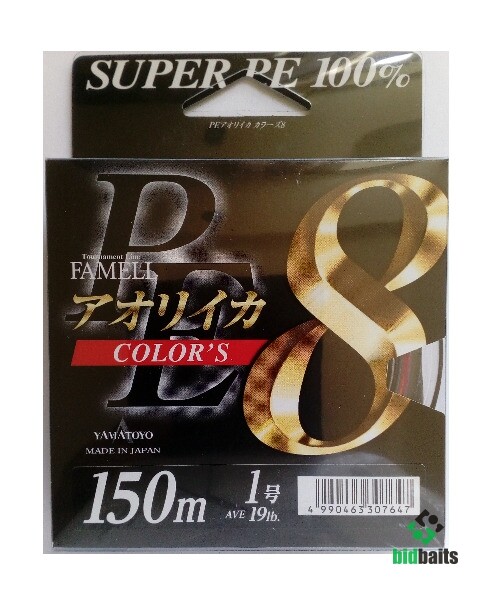 SUPER PE 100%
PEアオリイカ カラーズ8
PE 8
Tournament Line
FAMELL
アオリイカ
COLOR'S
YAMATOYO
MADE IN JAPAN
150m 1号
AVE 19lb.
4 990463 307647
bidbaits